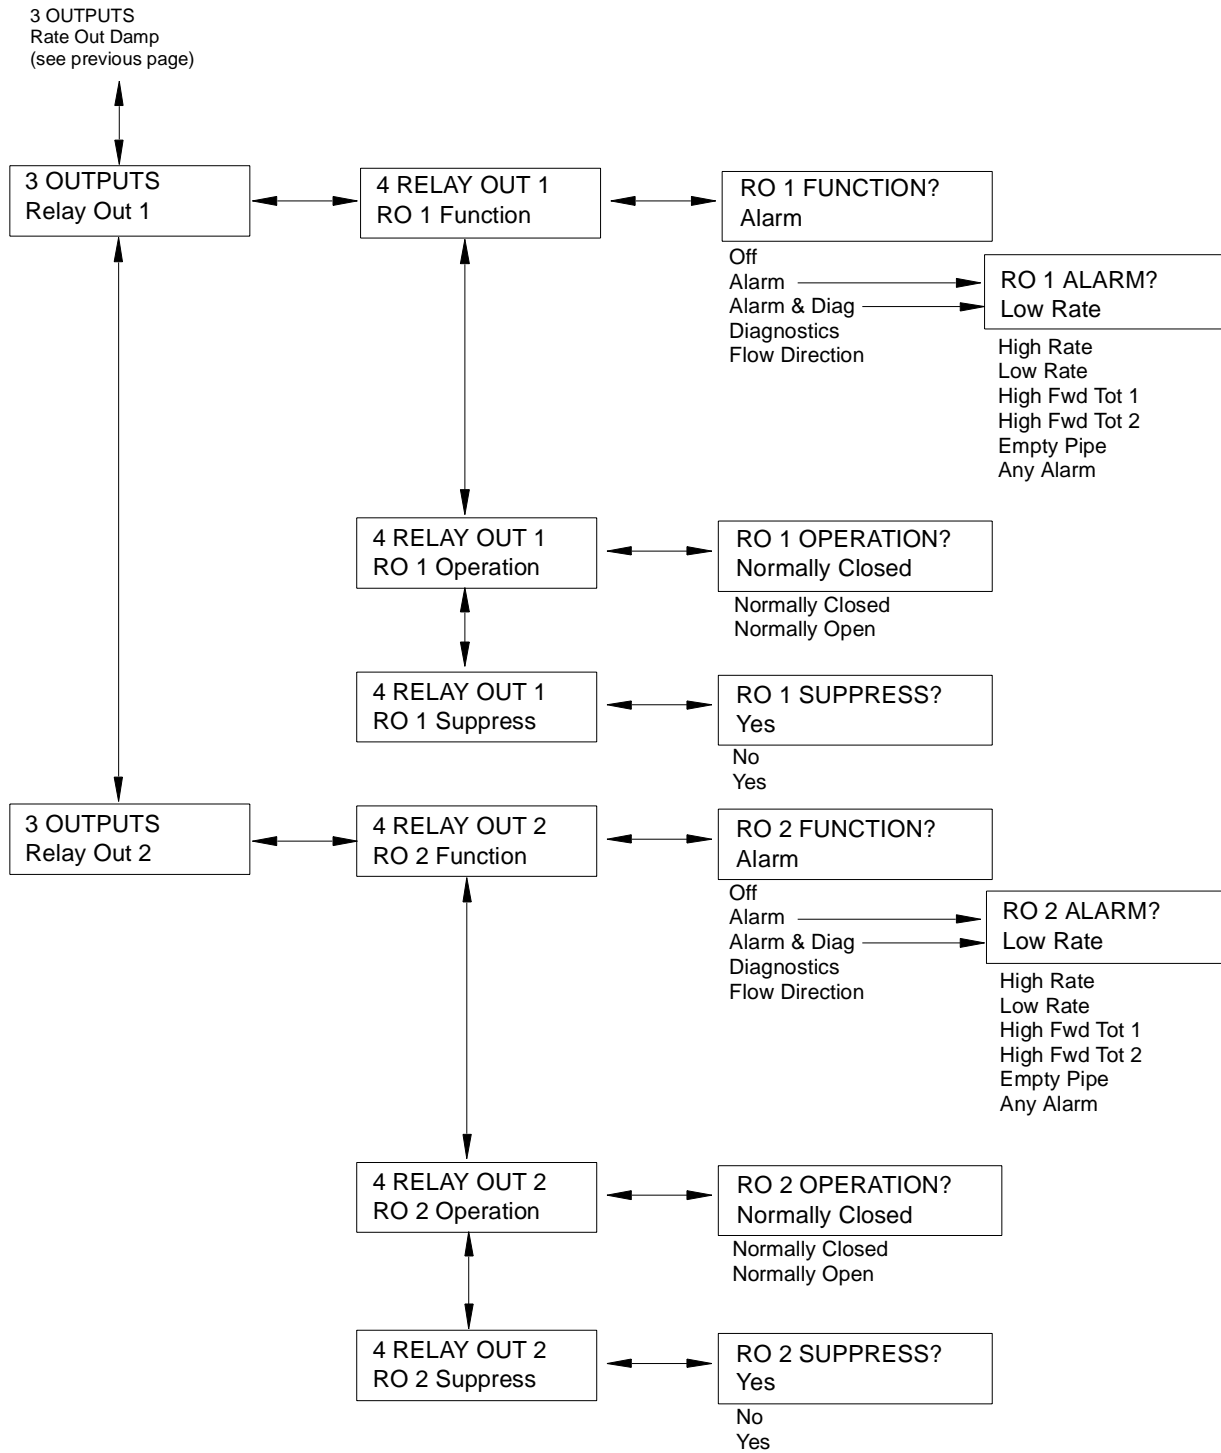 3 OUTPUTS
Rate Out Damp
(see previous page)
3 OUTPUTS
Relay Out 1
4 RELAY OUT 1
RO 1 Function
RO 1 FUNCTION?
Alarm
Off
Alarm
Alarm & Diag
Diagnostics
Flow Direction
RO 1 ALARM?
Low Rate
High Rate
Low Rate
High Fwd Tot 1
High Fwd Tot 2
Empty Pipe
Any Alarm
4 RELAY OUT 1
RO 1 Operation
RO 1 OPERATION?
Normally Closed
Normally Closed
Normally Open
4 RELAY OUT 1
RO 1 Suppress
RO 1 SUPPRESS?
Yes
No
Yes
3 OUTPUTS
Relay Out 2
4 RELAY OUT 2
RO 2 Function
RO 2 FUNCTION?
Alarm
Off
Alarm
Alarm & Diag
Diagnostics
Flow Direction
RO 2 ALARM?
Low Rate
High Rate
Low Rate
High Fwd Tot 1
High Fwd Tot 2
Empty Pipe
Any Alarm
4 RELAY OUT 2
RO 2 Operation
RO 2 OPERATION?
Normally Closed
Normally Closed
Normally Open
4 RELAY OUT 2
RO 2 Suppress
RO 2 SUPPRESS?
Yes
No
Yes